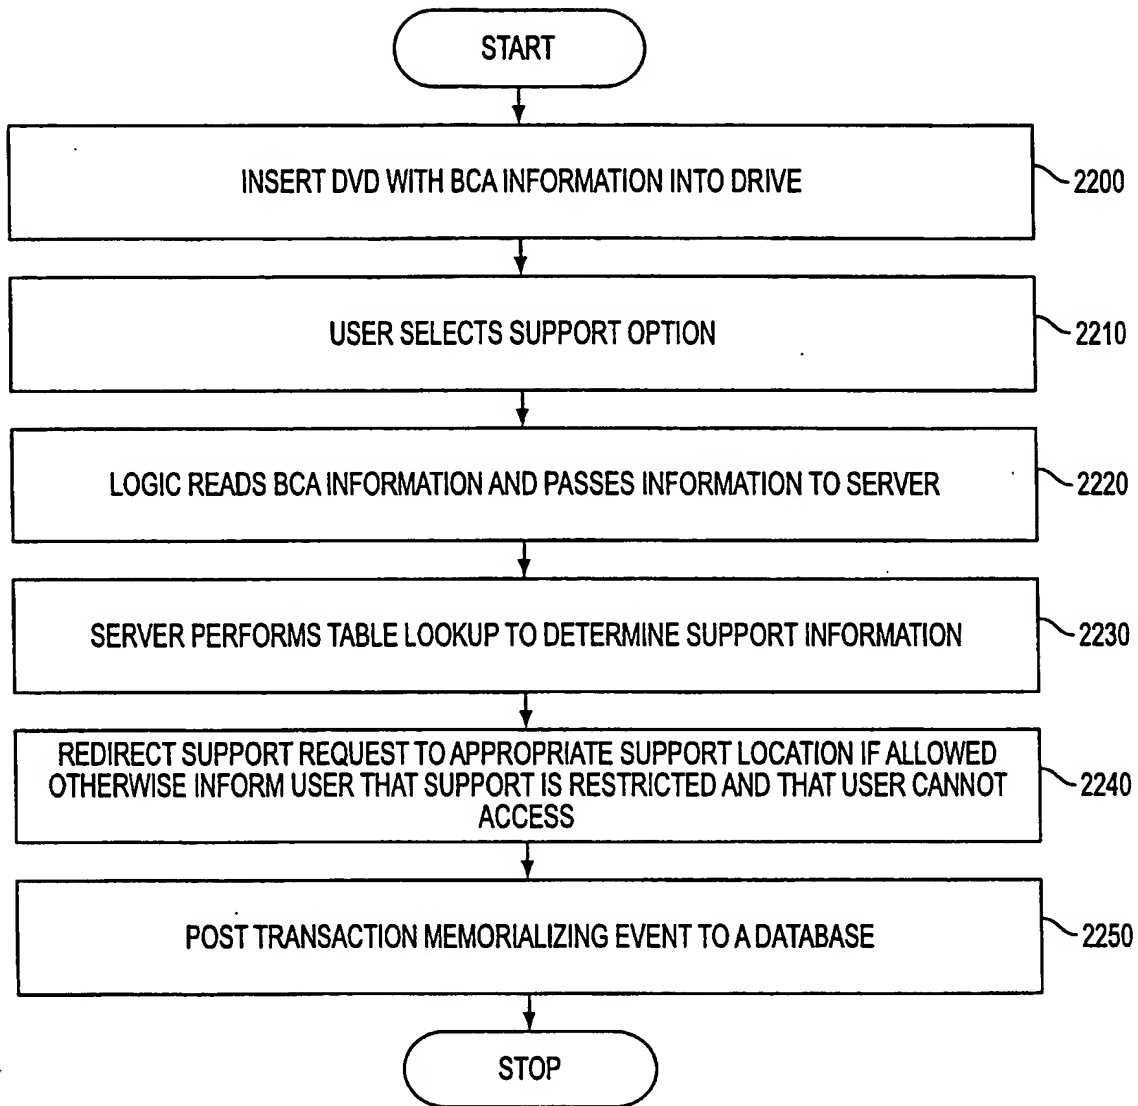 START
INSERT DVD WITH BCA INFORMATION INTO DRIVE
2200
USER SELECTS SUPPORT OPTION
2210
LOGIC READS BCA INFORMATION AND PASSES INFORMATION TO SERVER
2220
SERVER PERFORMS TABLE LOOKUP TO DETERMINE SUPPORT INFORMATION
2230
REDIRECT SUPPORT REQUEST TO APPROPRIATE SUPPORT LOCATION IF ALLOWED
OTHERWISE INFORM USER THAT SUPPORT IS RESTRICTED AND THAT USER CANNOT
ACCESS
2240
POST TRANSACTION MEMORIALIZING EVENT TO A DATABASE
2250
STOP